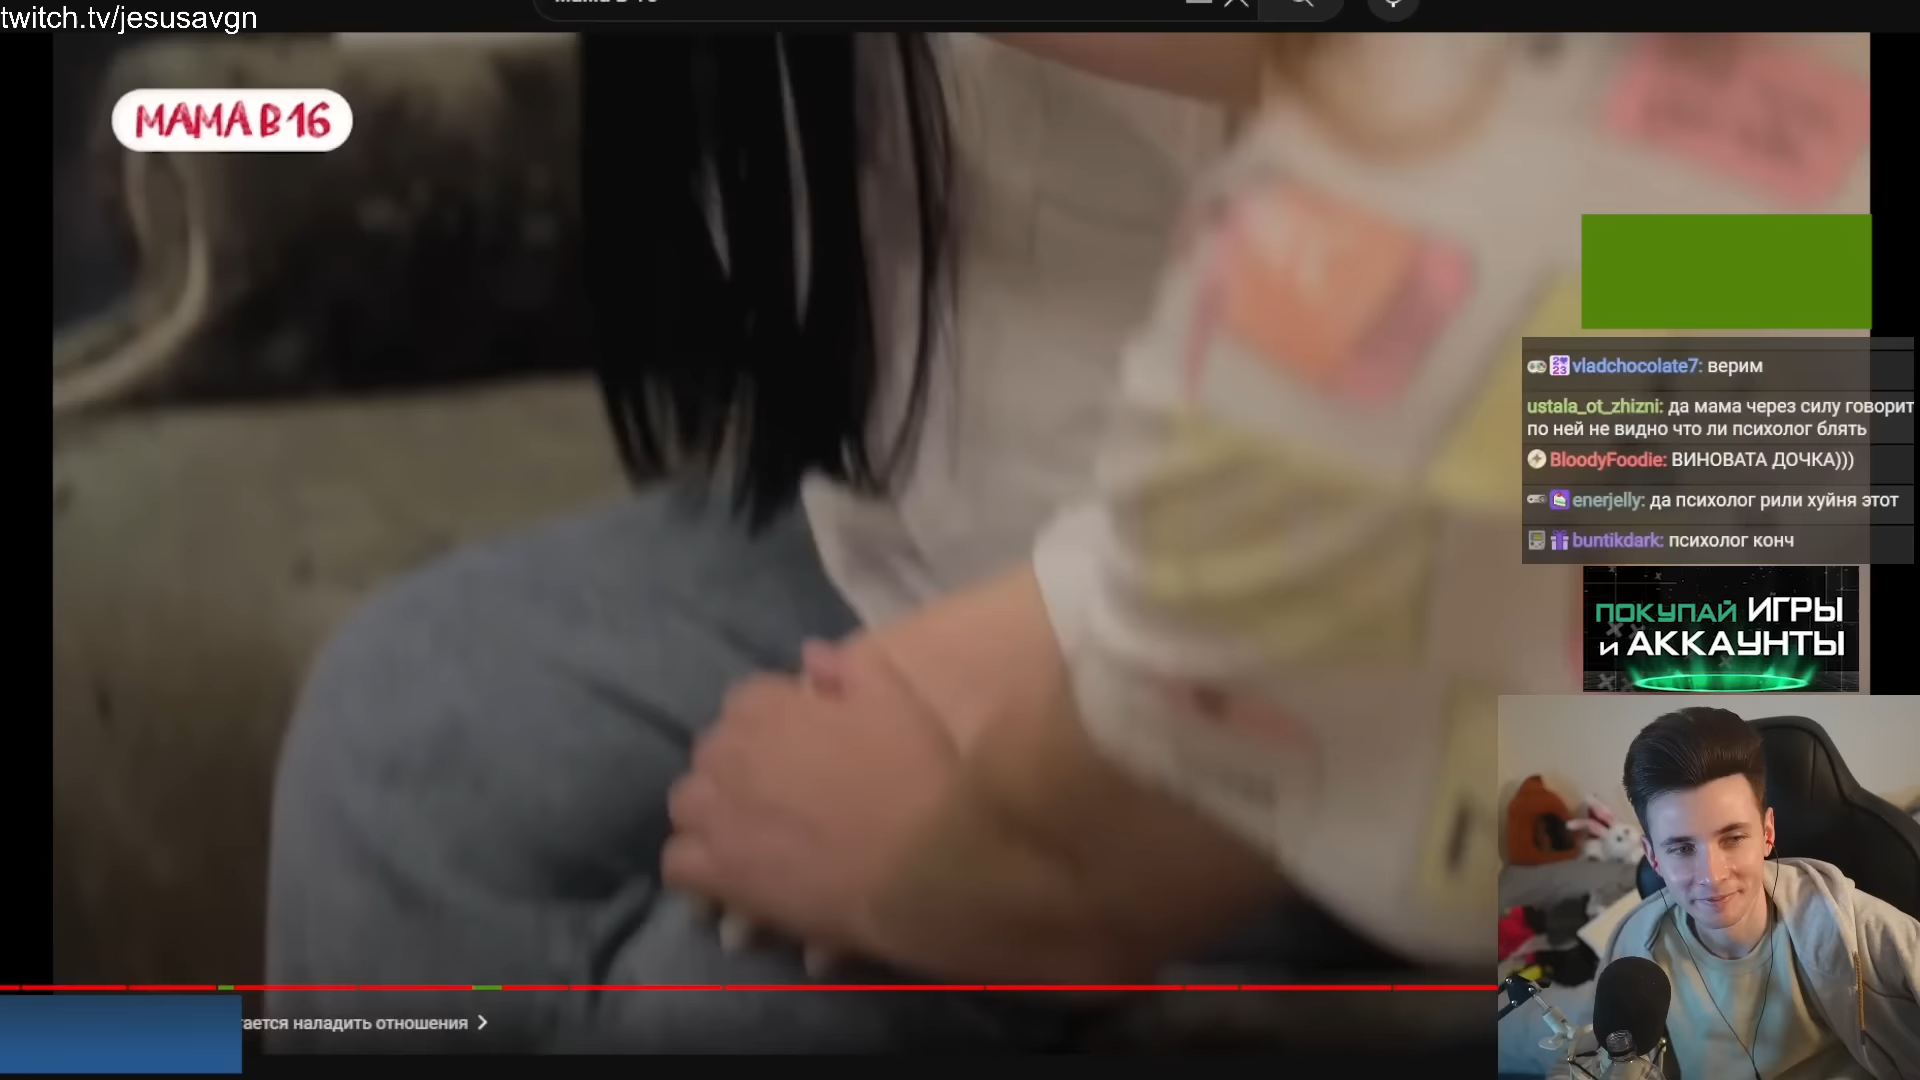 twitch.tv/jesusavgn
МАМА В 16
vladchocolate7: верим
ustala_ot_zhizni: да мама через силу говорит
по ней не видно что ли психолог блять
BloodyFoodie: ВИНОВАТА ДОЧКА)))
enerjelly: да психолог рили хуйня этот
buntikdark: психолог конч
ПОКУПАЙ ИГРЫ
и АККАУНТЫ
наладить отношения